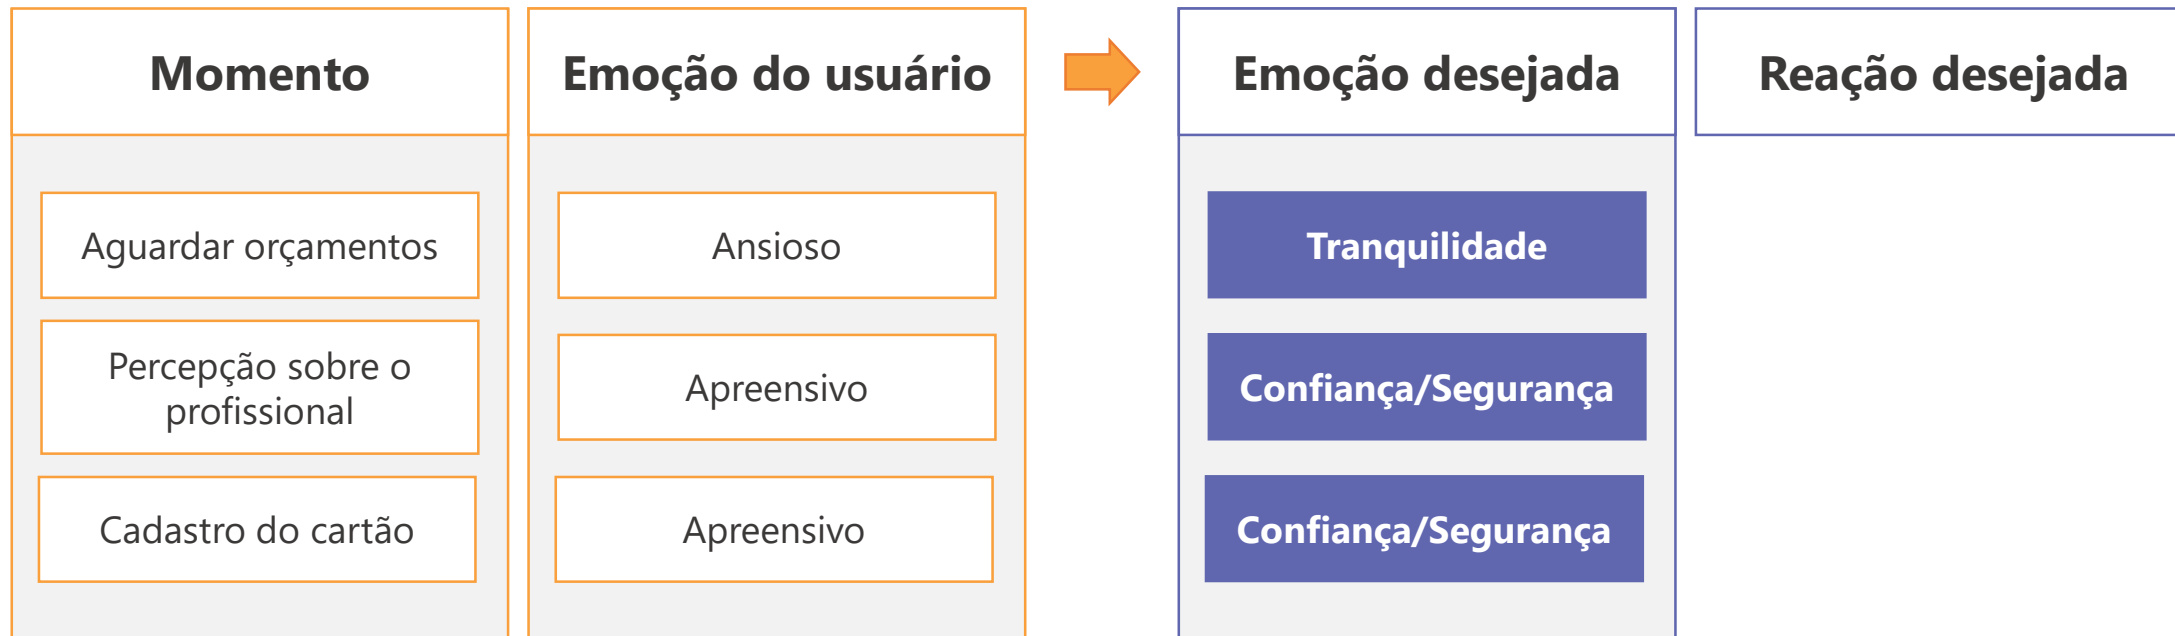 Momento
Emoção do usuário
Emoção desejada
Reação desejada
Aguardar orçamentos
Ansioso
Tranquilidade
Percepção sobre o
profissional
Apreensivo
Confiança/Segurança
Cadastro do cartão
Apreensivo
Confiança/Segurança